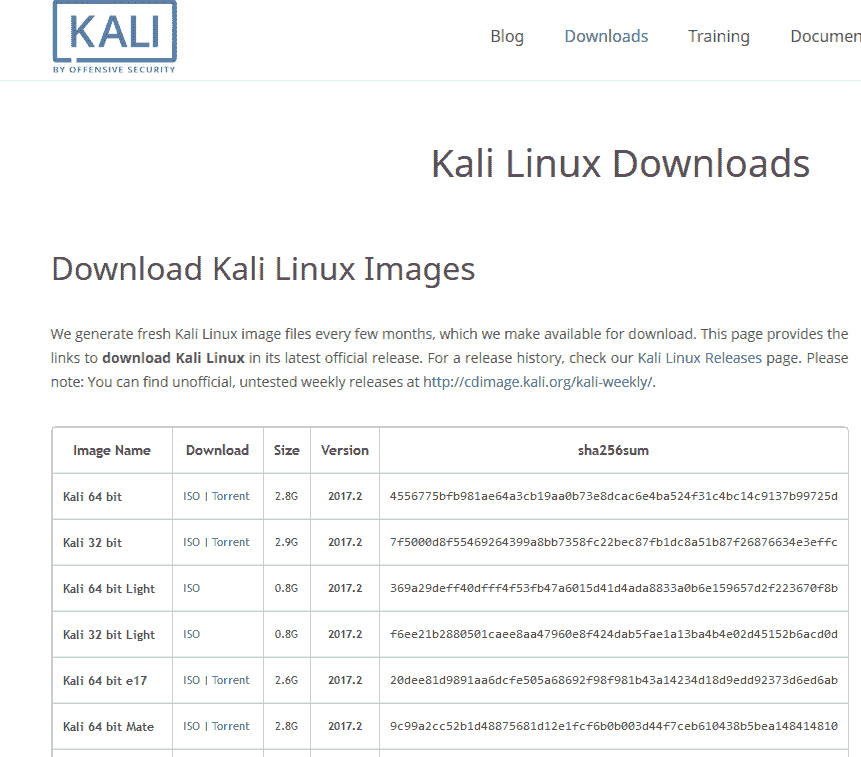 KALI
BY OFFENSIVE SECURITY
Blog Downloads Training Documen
Kali Linux Downloads
Download Kali Linux Images
We generate fresh Kali Linux image files every few months, which we make available for download. This page provides the
links to download Kali Linux in its latest official release. For a release history, check our Kali Linux Releases page. Please
note: You can find unofficial, untested weekly releases at http://cdimage.kali.org/kali-weekly/.
Image Name Download Size Version sha256sum
Kali 64 bit ISO | Torrent 2.8G 2017.2 4556775bfb981ae64a3cb19aa0b73e8dcac6e4ba524f31c4bc14c9137b99725d
Kali 32 bit ISO | Torrent 2.9G 2017.2 7f5000d8f55469264399a8bb7358fc22bec87fb1dc8a51b87f26876634e3effc
Kali 64 bit Light ISO 0.8G 2017.2 369a29deff40dfff4f53fb47a6015d41d4ada8833a0b6e159657d2f223670f8b
Kali 32 bit Light ISO 0.8G 2017.2 f6ee21b2880501caee8aa47960e8f424dab5fae1a13ba4b4e02d45152b6acd0d
Kali 64 bit e17 ISO | Torrent 2.6G 2017.2 20dee81d9891aa6dcfe505a68692f98f981b43a14234d18d9edd92373d6ed6ab
Kali 64 bit Mate ISO | Torrent 2.8G 2017.2 9c99a2cc52b1d48875681d12e1fcf6b0b003d44f7ceb610438b5bea148414810